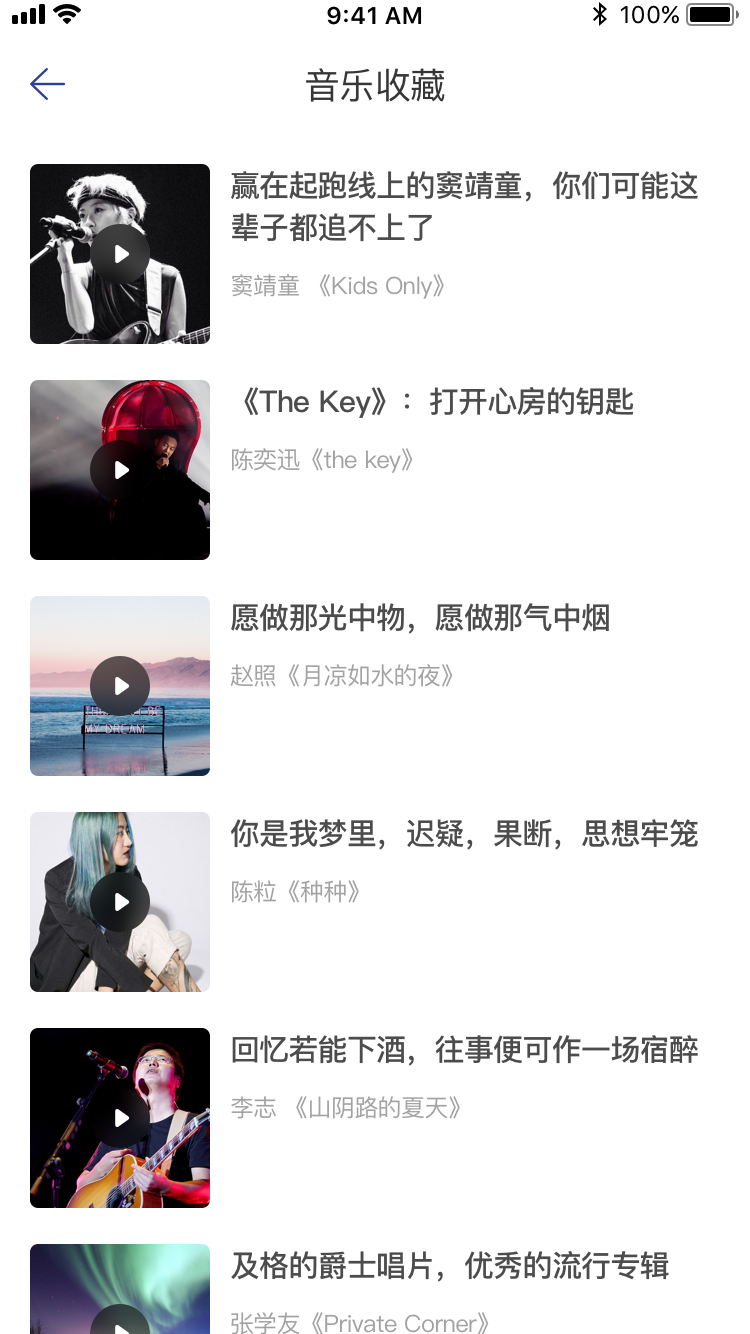 9:41 AM
100%
音乐收藏
赢在起跑线上的窦靖童，你们可能这
辈子都追不上了
窦靖童 《Kids Only》
《The Key》：打开心房的钥匙
陈奕迅《the key》
愿做那光中物，愿做那气中烟
赵照《月凉如水的夜》
MY DREAM
你是我梦里，迟疑，果断，思想牢笼
陈粒《种种》
回忆若能下酒，往事便可作一场宿醉
李志 《山阴路的夏天》
及格的爵士唱片，优秀的流行专辑
张学友《Private Corner》